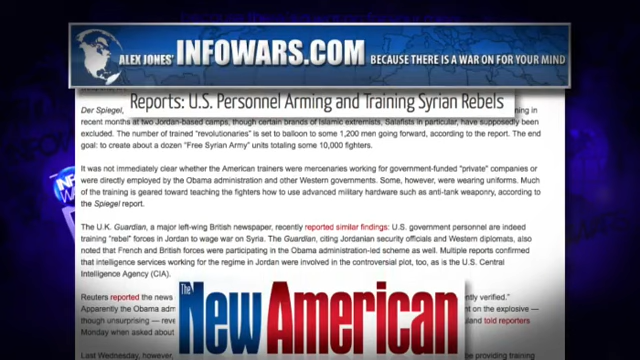 ALEX JONES' INFOWARS.COM BECAUSE THERE IS A WAR ON FOR YOUR MIND
Reports: U.S. Personnel Arming and Training Syrian Rebels
Der Spiegel,
recent months at two Jordan-based camps, though certain brands of Islamic extremists, Salafists in particular, have supposedly been
excluded. The number of trained "revolutionaries" is set to balloon to some 1,200 men going forward, according to the report. The end
goal: to create about a dozen "Free Syrian Army" units totaling some 10,000 fighters.
It was not immediately clear whether the American trainers were mercenaries working for government-funded "private" companies or
were directly employed by the Obama administration and other Western governments. Some, however, were wearing uniforms. Much
of the training is geared toward teaching the fighters how to use advanced military hardware such as anti-tank weaponry, according to
the Spiegel report.
The U.K. Guardian, a major left-wing British newspaper, recently reported similar findings: U.S. government personnel are indeed
training "rebel" forces in Jordan to wage war on Syria. The Guardian, citing Jordanian security officials and Western diplomats, also
noted that French and British forces were participating in the Obama administration-led scheme as well. Multiple reports confirmed
that intelligence services working for the regime in Jordan were involved in the controversial plot, too, as is the U.S. Central
Intelligence Agency (CIA).
Reuters reported the news verified."
Apparently the Obama adm nt on the explosive —
though unsurprising — reve land told reporters
Monday when asked about
Last Wednesday, however, be providing training
The New American